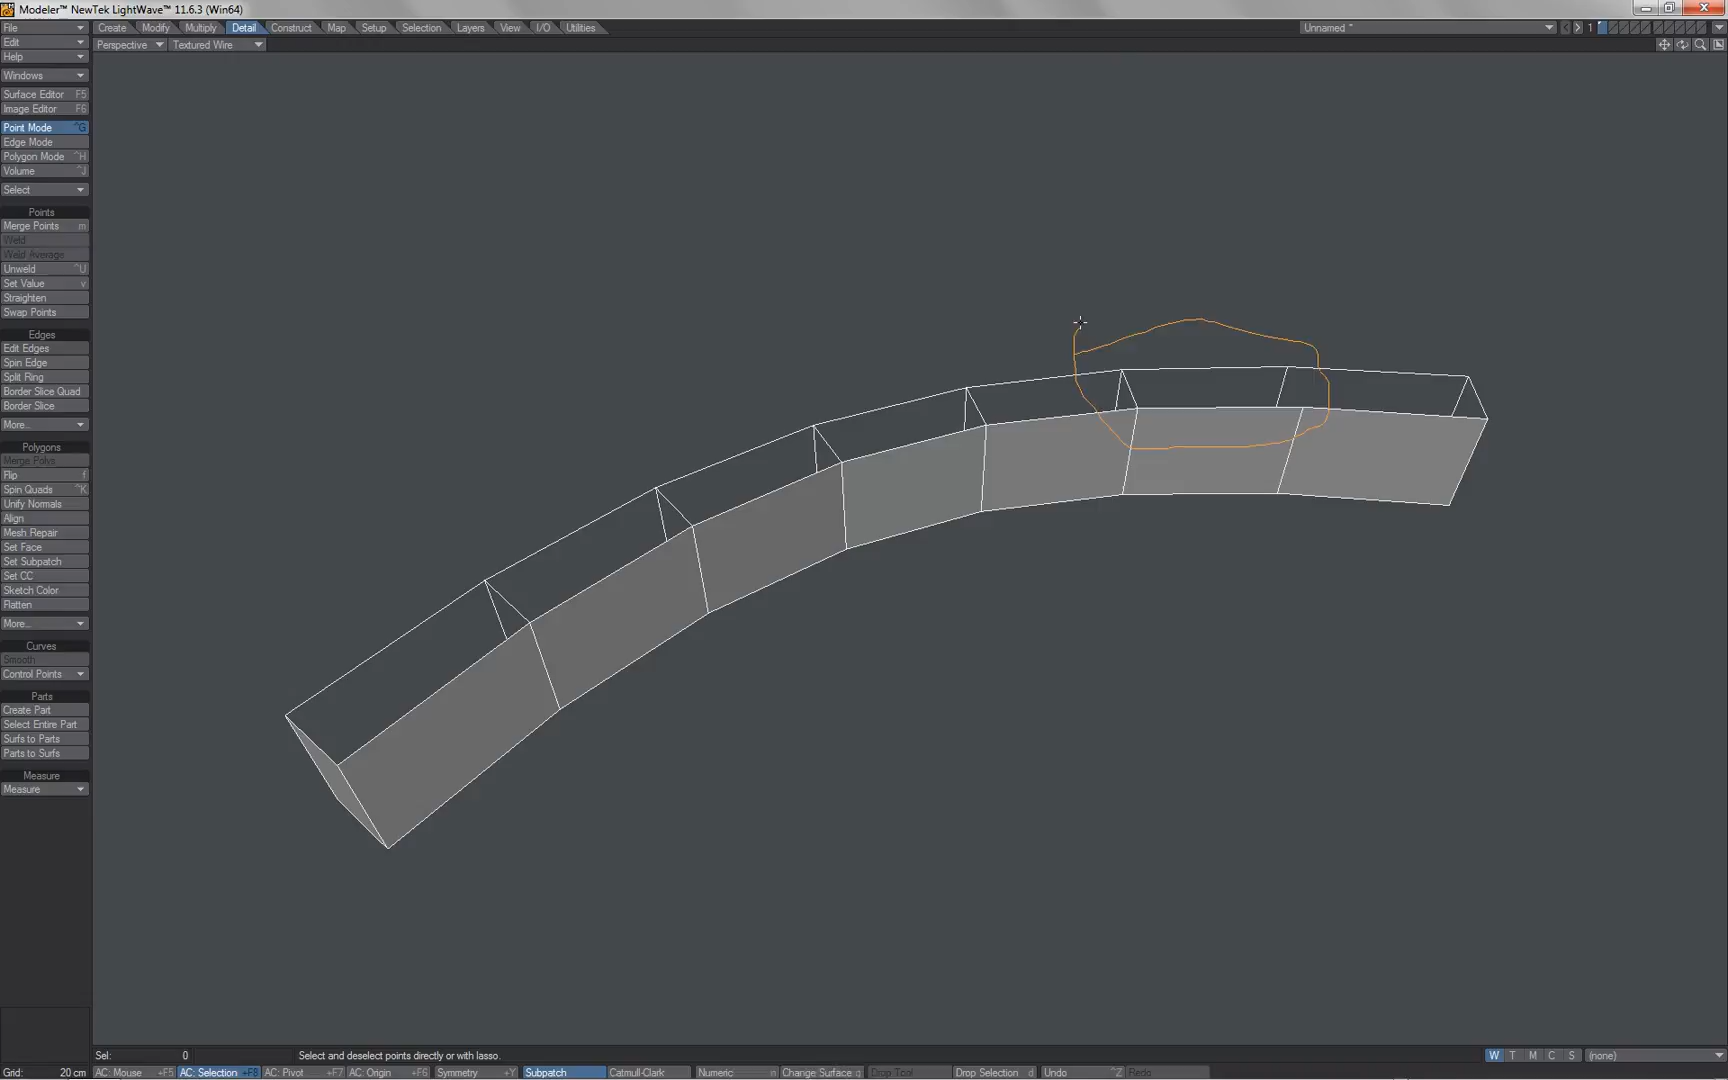 Modeler™ NewTek LightWave™ 11.6.3 (Win64)
File Create Modify Multiply Detail Construct Map Setup Selection Layers View I/O Utilities Unnamed * < > 1
Edit Perspective Textured Wire
Help
Windows
Surface Editor F5
Image Editor F6
Point Mode ^G
Edge Mode
Polygon Mode ^H
Volume ^J
Select
Points
Merge Points m
Weld
Weld Average
Unweld ^U
Set Value v
Straighten
Swap Points
Edges
Edit Edges
Spin Edge
Split Ring
Border Slice Quad
Border Slice
More...
Polygons
Merge Polys
Flip f
Spin Quads ^K
Unify Normals
Align
Mesh Repair
Set Face
Set Subpatch
Set CC
Sketch Color
Flatten
More...
Curves
Smooth
Control Points
Parts
Create Part
Select Entire Part
Surfs to Parts
Parts to Surfs
Measure
Measure
Sel: 0 Select and deselect points directly or with lasso. W T M C S (none)
Grid: 20 cm AC: Mouse +F5 AC: Selection +F8 AC: Pivot +F7 AC: Origin +F6 Symmetry +Y Subpatch Catmull-Clark Numeric n Change Surface q Drop Tool Drop Selection d Undo ^Z Redo